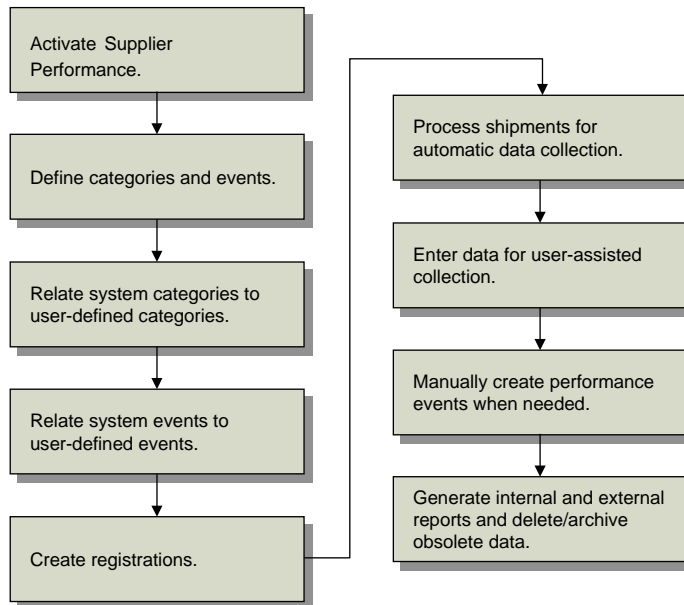 Activate Supplier
Performance.
Define categories and events.
Relate system categories to
user-defined categories.
Relate system events to
user-defined events.
Create registrations.
Process shipments for
automatic data collection.
Enter data for user-assisted
collection.
Manually create performance
events when needed.
Generate internal and external
reports and delete/archive
obsolete data.